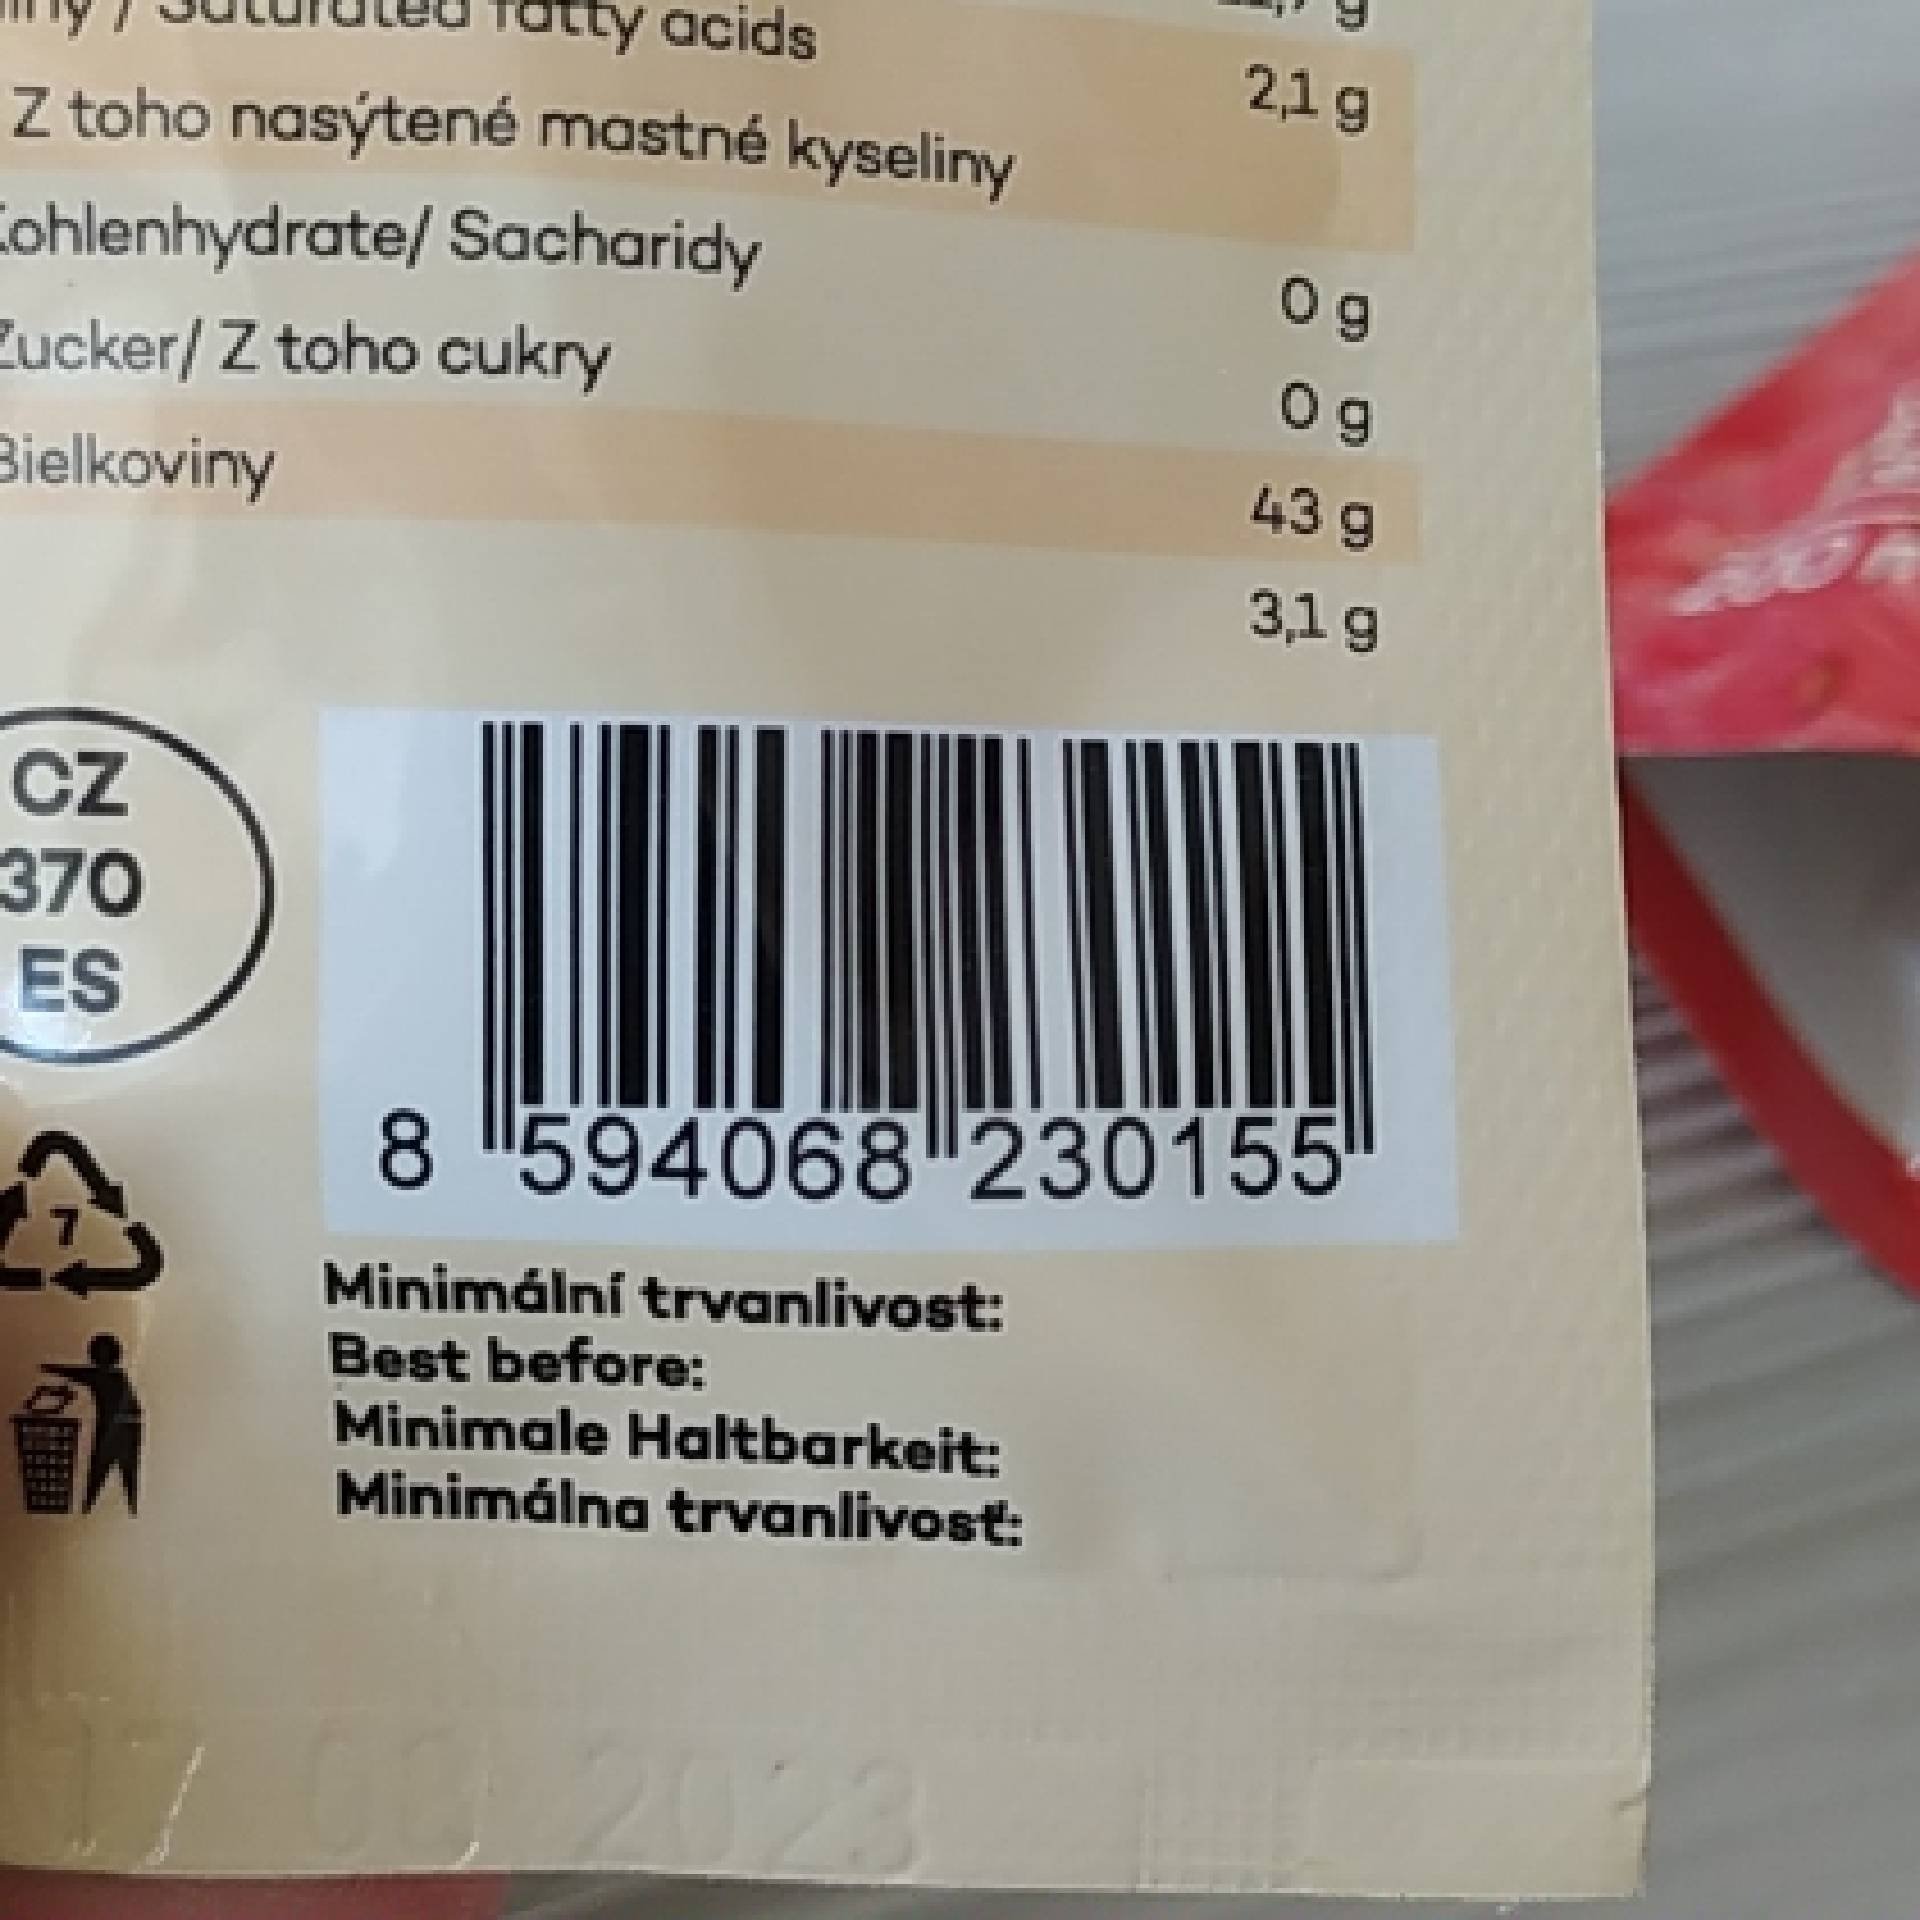 Saturated fatty acids
2,1 g
Z toho nasýtené mastné kyseliny
Kohlenhydrate/ Sacharidy
0 g
Zucker/ Z toho cukry
0 g
Bielkoviny
43 g
3,1 g
CZ
370
ES
8 594068 230155
7
Minimální trvanlivost:
Best before:
Minimale Haltbarkeit:
Minimálna trvanlivosť:
2023